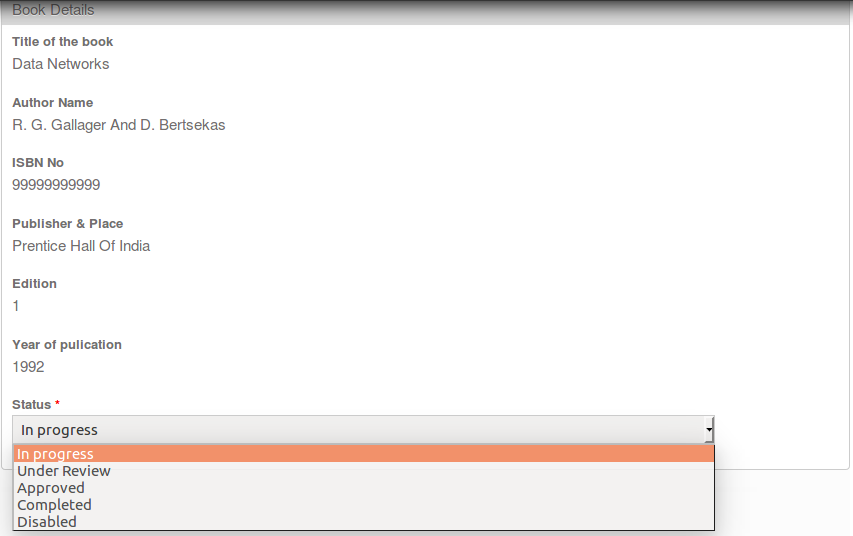 Book Details
Title of the book
Data Networks
Author Name
R. G. Gallager And D. Bertsekas
ISBN No
99999999999
Publisher & Place
Prentice Hall Of India
Edition
1
Year of pulication
1992
Status *
In progress
In progress
Under Review
Approved
Completed
Disabled